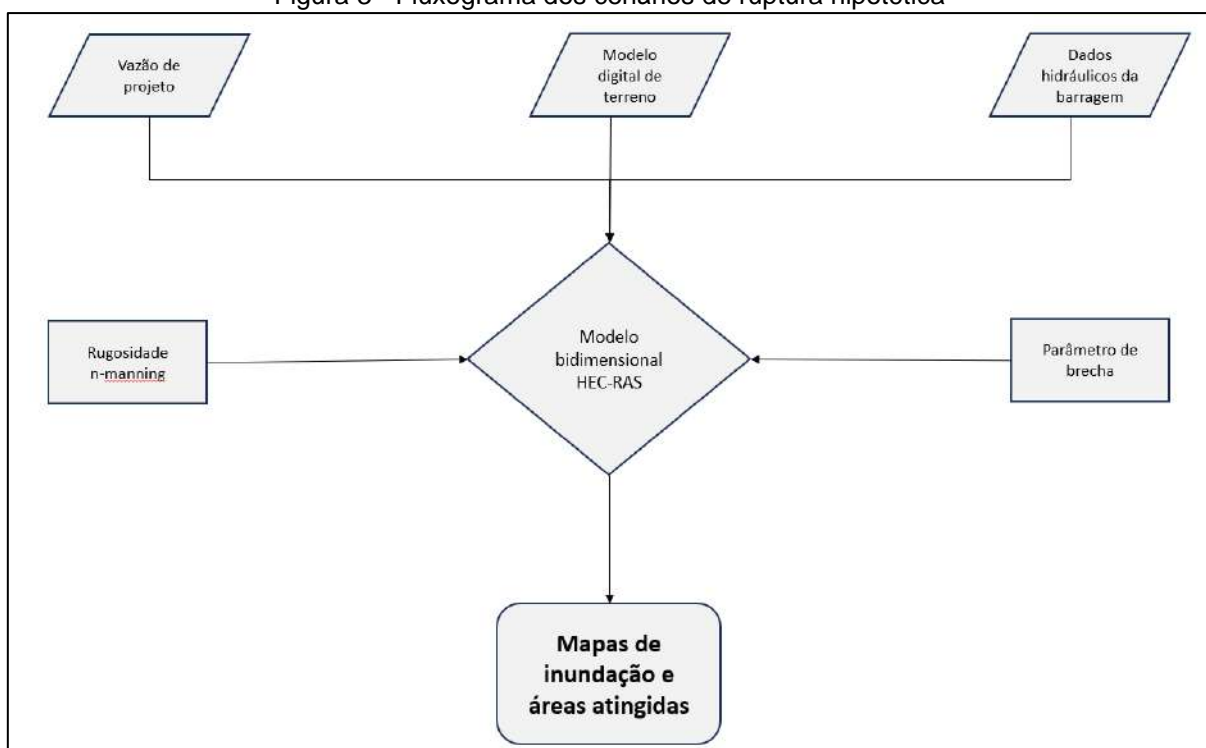 Vazão de
projeto
Modelo
digital de
terreno
Dados
hidráulicos da
barragem
Rugosidade
n-manning
Modelo
bidimensional
HEC-RAS
Parâmetro de
brecha
Mapas de
inundação e
áreas atingidas